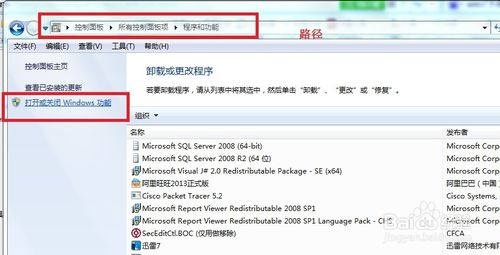 控制面板 ▸ 所有控制面板项 ▸ 程序和功能
路径
文件(F) 编辑(E) 查看(V) 工具(T) 帮助(H)
控制面板主页
查看已安装的更新
打开或关闭 Windows 功能
卸载或更改程序
若要卸载程序，请从列表中将其选中，然后单击“卸载”、“更改”或“修复”。
组织
名称 发布者
Microsoft SQL Server 2008 (64-bit) Microsoft Corporati
Microsoft SQL Server 2008 R2 (64 位) Microsoft Corporati
Microsoft Visual J# 2.0 Redistributable Package - SE (x64) Microsoft Corporati
阿里旺旺2013正式版 阿里巴巴（中国）
Cisco Packet Tracer 5.2 Cisco Systems,
Microsoft Report Viewer Redistributable 2008 SP1 Microsoft
Microsoft Report Viewer Redistributable 2008 SP1 Language Pack - CHS
SecEditCtl.BOC (仅用做移除) CFCA
迅雷7 迅雷网络技术有限
Baidu 经验
jingyan.baidu.com